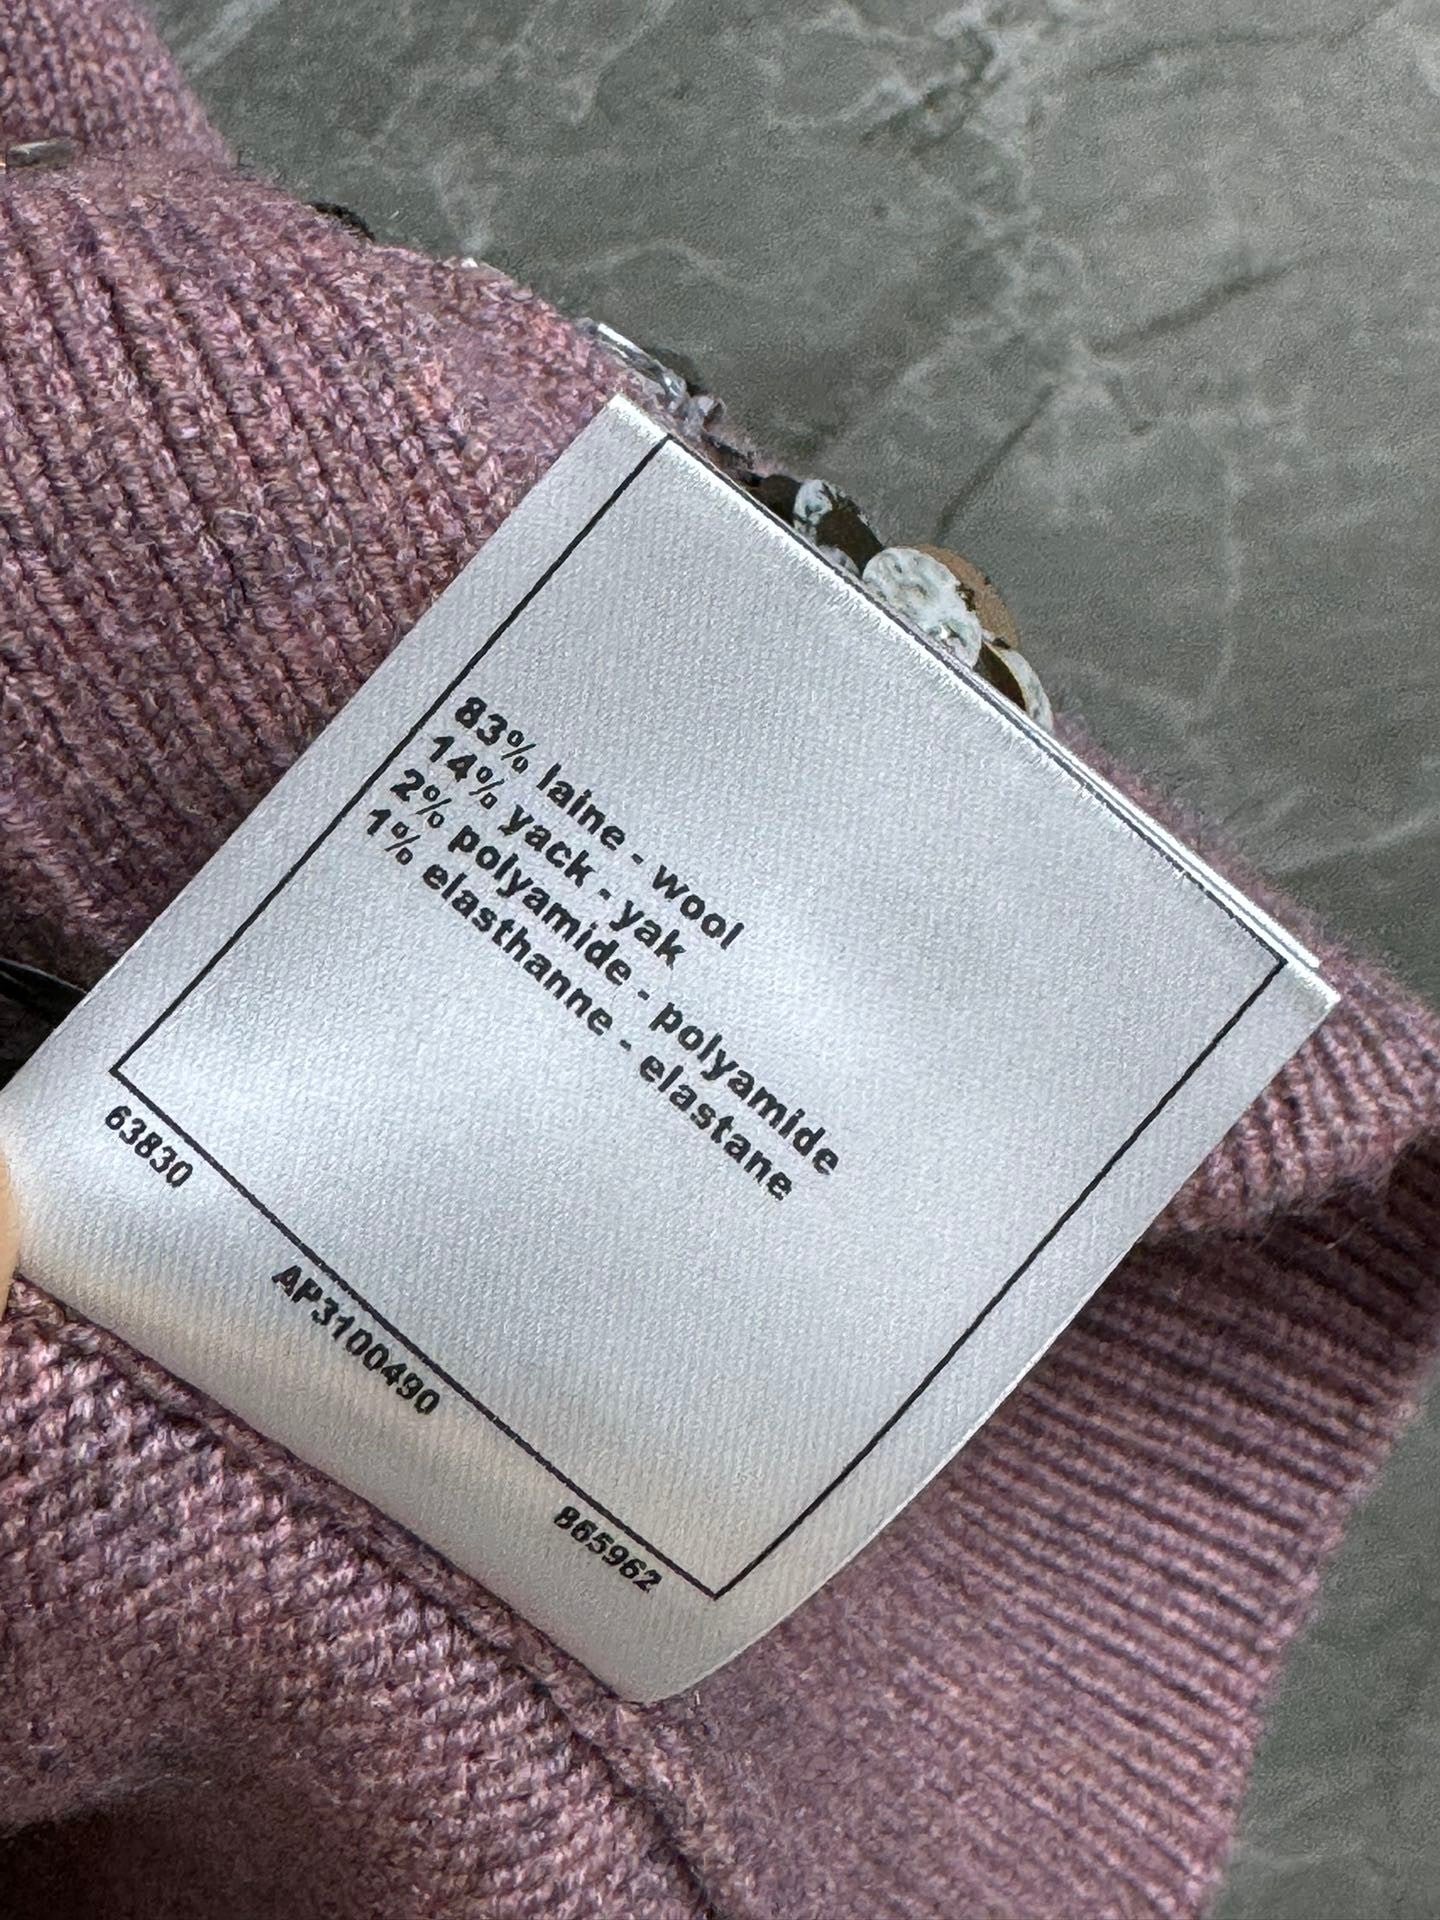 83% laine - wool
14% yack - yak
2% polyamide - polyamide
1% elasthanne - elastane
63830
AP3100490
865962